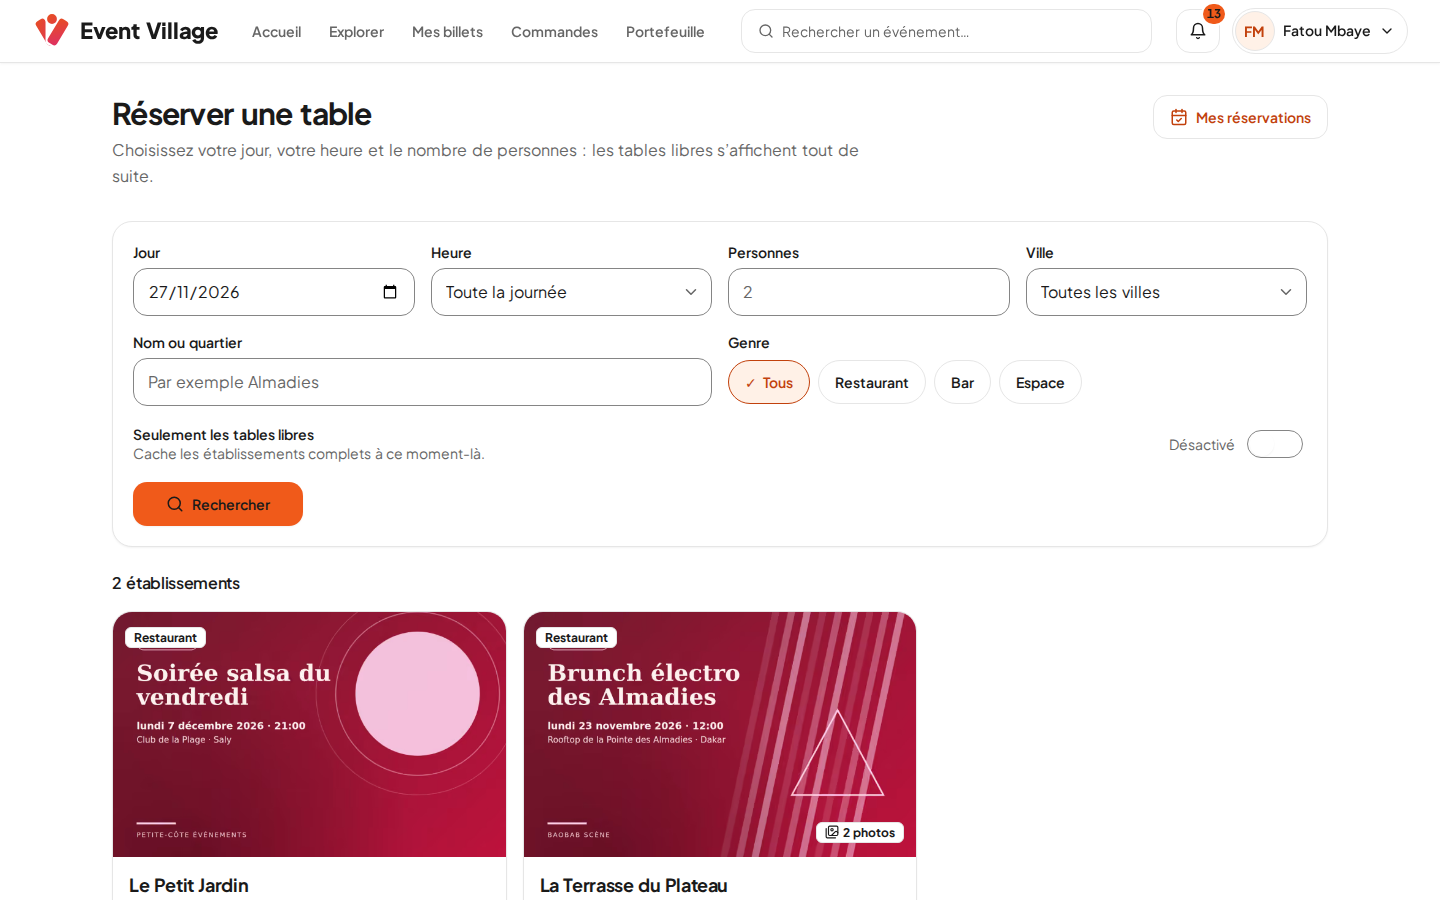 Event Village
Accueil
Explorer
Mes billets
Commandes
Portefeuille
Rechercher un événement...
13
FM
Fatou Mbaye
Réserver une table
Mes réservations
Choisissez votre jour, votre heure et le nombre de personnes : les tables libres s’affichent tout de
suite.
Jour
Heure
Personnes
Ville
27/11/2026
Toute la journée
2
Toutes les villes
Nom ou quartier
Genre
Par exemple Almadies
✓ Tous
Restaurant
Bar
Espace
Seulement les tables libres
Cache les établissements complets à ce moment-là.
Désactivé
Rechercher
2 établissements
Restaurant
Soirée salsa du
vendredi
lundi 7 décembre 2026 · 21:00
Club de la Plage · Saly
PETITE-CÔTE ÉVÉNEMENTS
Le Petit Jardin
Restaurant
Brunch électro
des Almadies
lundi 23 novembre 2026 · 12:00
Rooftop de la Pointe des Almadies · Dakar
BAOBAB SCÈNE
2 photos
La Terrasse du Plateau